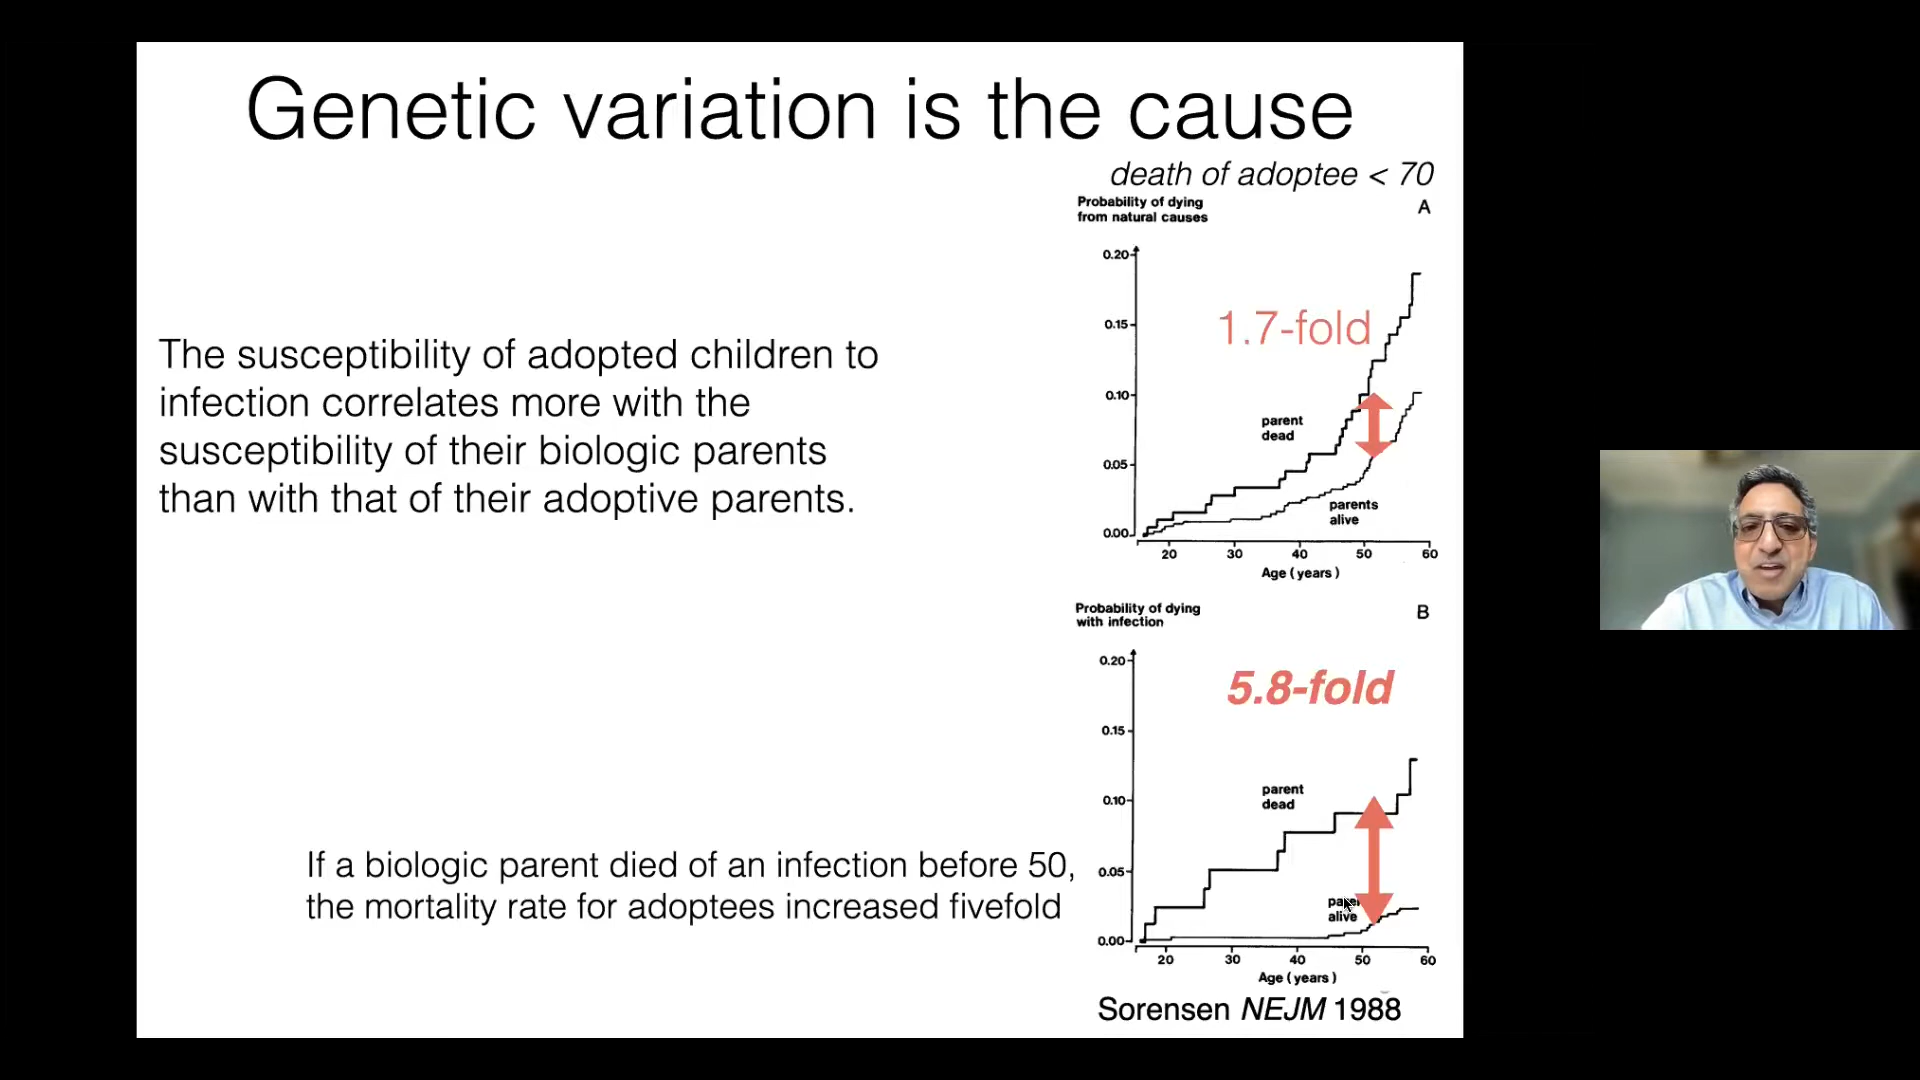 Genetic variation is the cause
death of adoptee < 70
Probability of dying
from natural causes
A
0.20
0.15
0.10
0.05
0.00
1.7-fold
parent
dead
parents
alive
20 30 40 50 60
Age (years)
The susceptibility of adopted children to
infection correlates more with the
susceptibility of their biologic parents
than with that of their adoptive parents.
Probability of dying
with infection
B
0.20
0.15
0.10
0.05
0.00
5.8-fold
parent
dead
alive
20 30 40 50 60
Age (years)
If a biologic parent died of an infection before 50,
the mortality rate for adoptees increased fivefold
Sorensen NEJM 1988